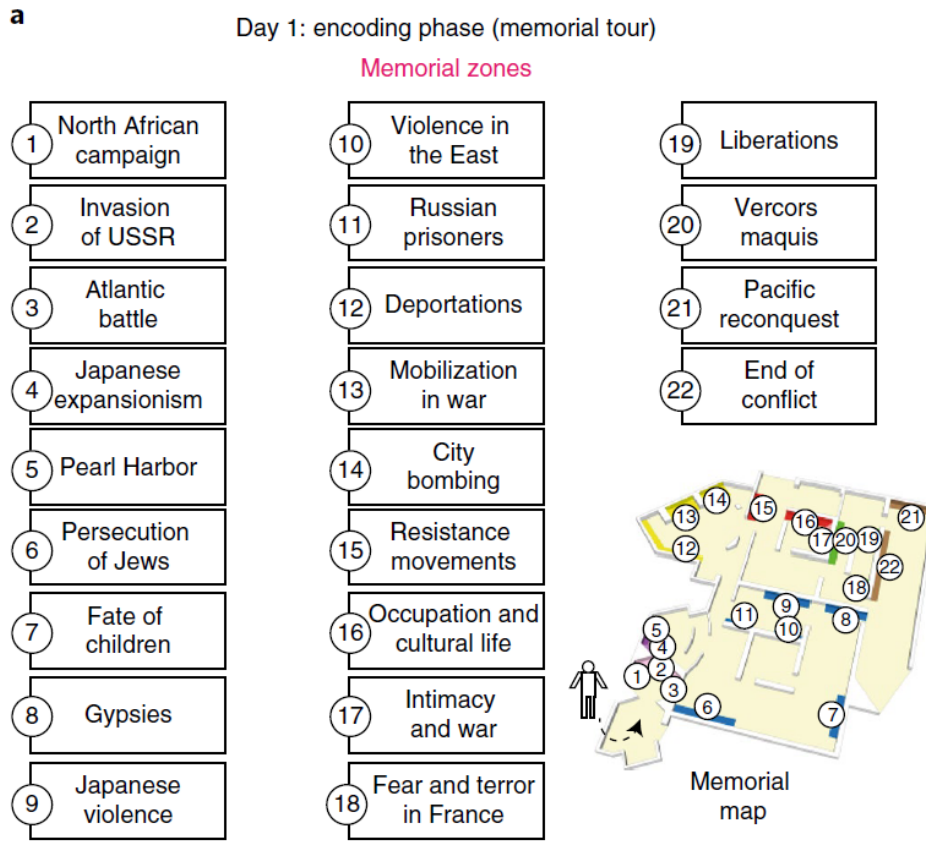 a
Day 1: encoding phase (memorial tour)
Memorial zones
1
North African
campaign
2
Invasion
of USSR
3
Atlantic
battle
4
Japanese
expansionism
5
Pearl Harbor
6
Persecution
of Jews
7
Fate of
children
8
Gypsies
9
Japanese
violence
10
Violence in
the East
11
Russian
prisoners
12
Deportations
13
Mobilization
in war
14
City
bombing
15
Resistance
movements
16
Occupation and
cultural life
17
Intimacy
and war
18
Fear and terror
in France
19
Liberations
20
Vercors
maquis
21
Pacific
reconquest
22
End of
conflict
14
13
12
15
16
17
20
19
21
22
18
9
8
11
10
5
4
2
1
3
6
7
Memorial
map